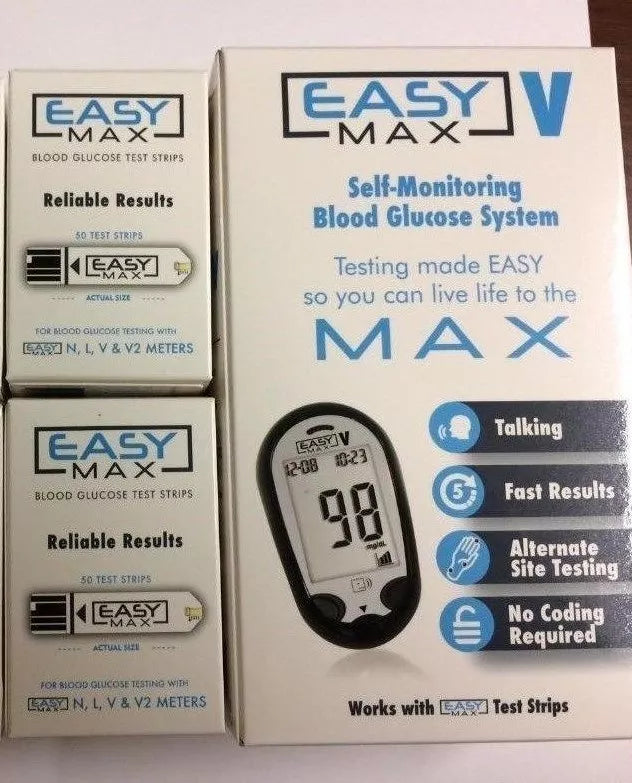 EASY
MAX
BLOOD GLUCOSE TEST STRIPS
Reliable Results
50 TEST STRIPS
EASY
MAX
ACTUAL SIZE
FOR BLOOD GLUCOSE TESTING WITH
EASY MAX N, L, V & V2 METERS
EASY
MAX
BLOOD GLUCOSE TEST STRIPS
Reliable Results
50 TEST STRIPS
EASY
MAX
ACTUAL SIZE
FOR BLOOD GLUCOSE TESTING WITH
EASY MAX N, L, V & V2 METERS
EASY V
MAX
Self-Monitoring
Blood Glucose System
Testing made EASY
so you can live life to the
MAX
EASY V
MAX
12-08 10:23
98
mg/dL
Talking
5 Fast Results
Alternate
Site Testing
No Coding
Required
Works with EASY MAX Test Strips